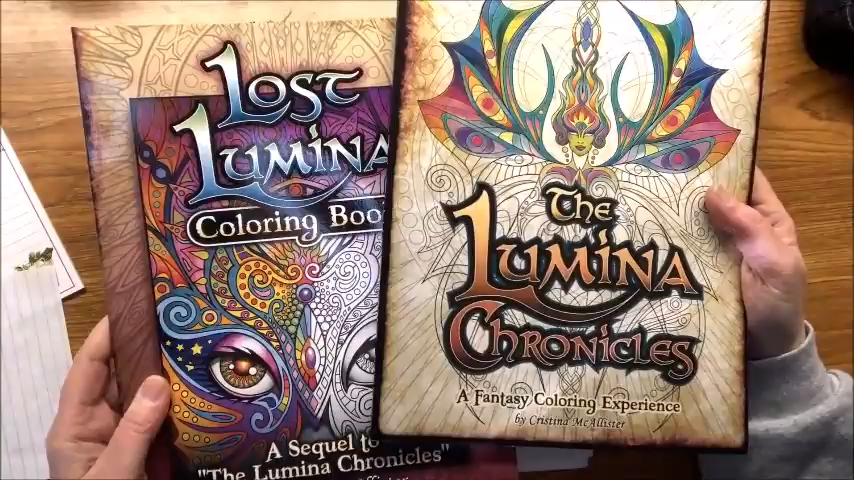 Lost
Lumina
Coloring Boo
A Sequel to
"The Lumina Chronicles"
The
Lumina
Chronicles
A Fantasy Coloring Experience
by Cristina McAllister